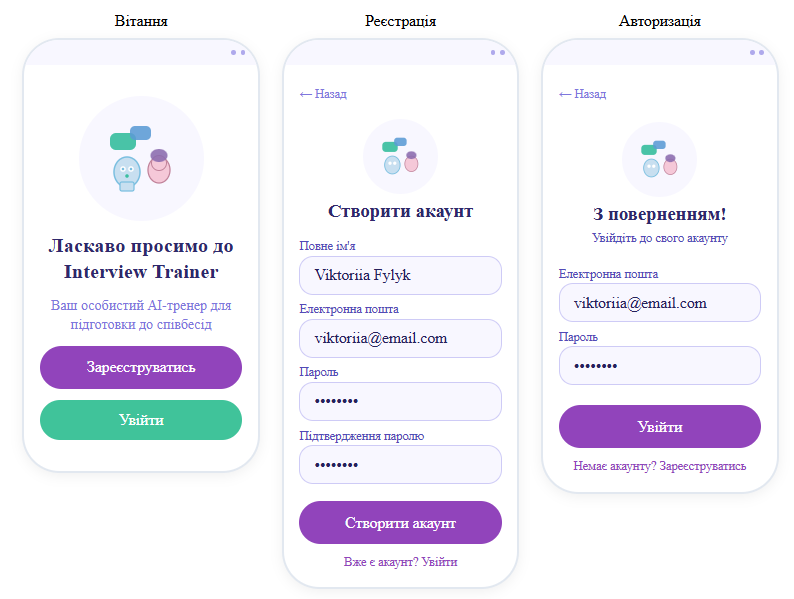 Вітання
Ласкаво просимо до
Interview Trainer
Ваш особистий AI-тренер для
підготовки до співбесід
Зареєструватись
Увійти
Реєстрація
← Назад
Створити акаунт
Повне ім'я
Viktoriia Fylyk
Електронна пошта
viktoriia@email.com
Пароль
••••••••
Підтвердження паролю
••••••••
Створити акаунт
Вже є акаунт? Увійти
Авторизація
← Назад
З поверненням!
Увійдіть до свого акаунту
Електронна пошта
viktoriia@email.com
Пароль
••••••••
Увійти
Немає акаунту? Зареєструватись